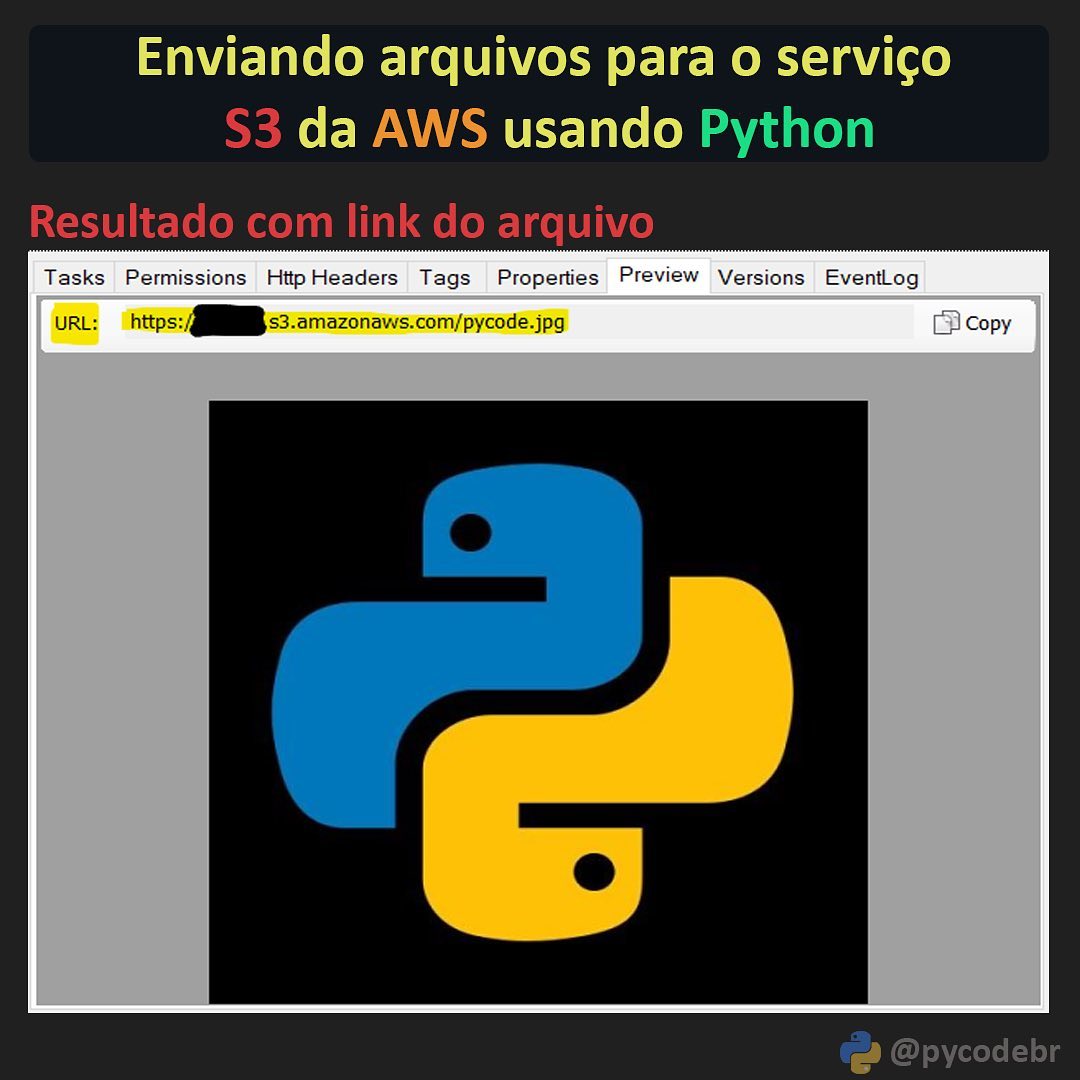 Enviando arquivos para o serviço
S3 da AWS usando Python
Resultado com link do arquivo
Tasks Permissions Http Headers Tags Properties Preview Versions EventLog
URL: https:/ s3.amazonaws.com/pycode.jpg Copy
@pycodebr